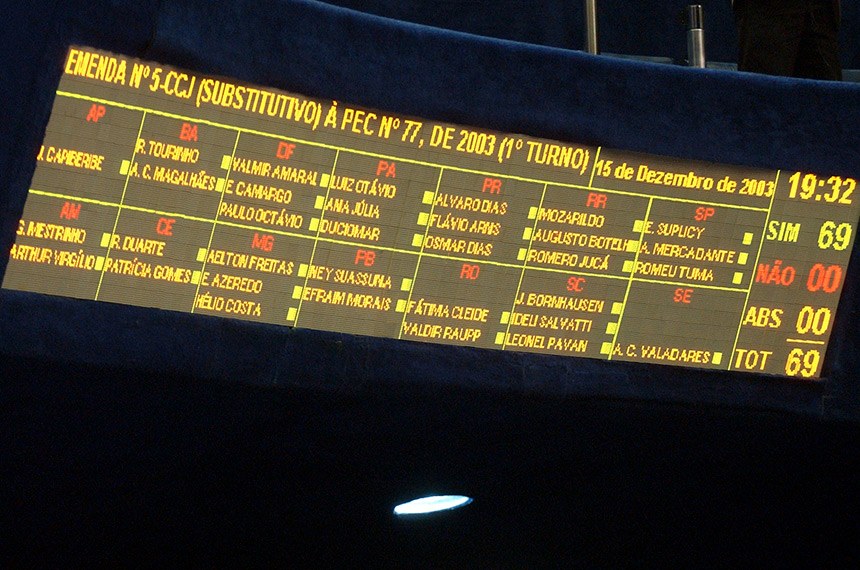 EMENDA Nº 5-CCJ (SUBSTITUTIVO) À PEC Nº 77, DE 2003 (1º TURNO)
15 de Dezembro de 2003
19:32
AP
J. CAPIBERIBE
BA
R. TOURINHO
A. C. MAGALHÃES
DF
VALMIR AMARAL
E. CAMARGO
PAULO OCTÁVIO
PA
LUIZ OTÁVIO
ANA JÚLIA
DUCIOMAR
PR
ALVARO DIAS
FLÁVIO ARNS
OSMAR DIAS
RR
MOZARILDO
AUGUSTO BOTELH
ROMERO JUCÁ
SP
E. SUPLICY
A. MERCADANTE
ROMEU TUMA
AM
G. MESTRINHO
ARTHUR VIRGÍLIO
CE
R. DUARTE
PATRÍCIA GOMES
MG
AELTON FREITAS
E. AZEREDO
HÉLIO COSTA
PB
NEY SUASSUNA
EFRAIM MORAIS
RO
FÁTIMA CLEIDE
VALDIR RAUPP
SC
J. BORNHAUSEN
IDELI SALVATTI
LEONEL PAVAN
SE
A. C. VALADARES
SIM 69
NÃO 00
ABS 00
TOT 69